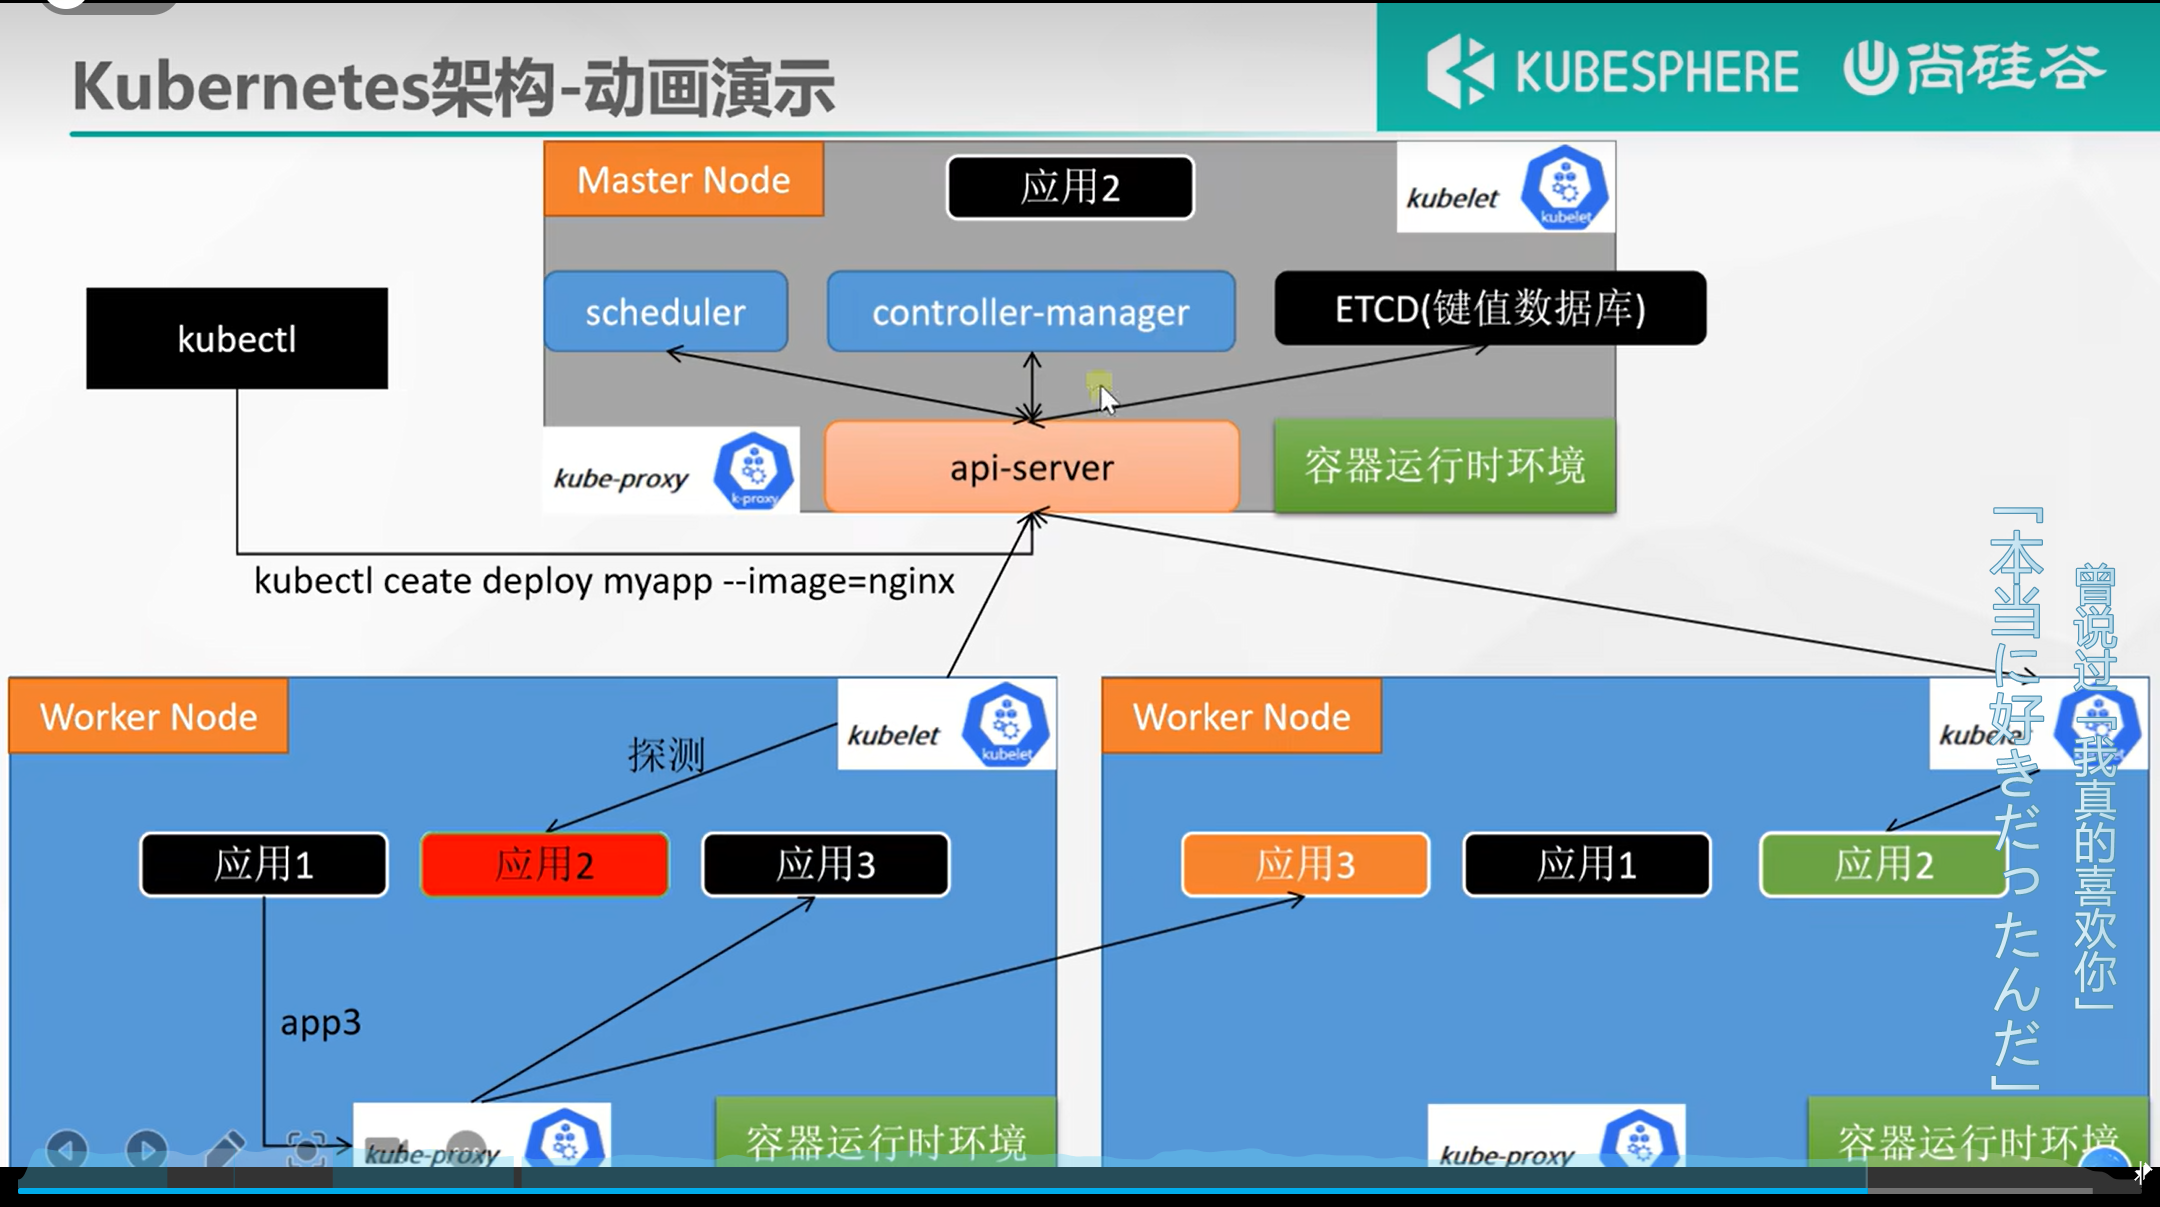 Kubernetes架构-动画演示
KUBESPHERE 尚硅谷
Master Node
应用2
kubelet
kubelet
kubectl
scheduler
controller-manager
ETCD(键值数据库)
kube-proxy
k-proxy
api-server
容器运行时环境
kubectl ceate deploy myapp --image=nginx
Worker Node
探测
kubelet
kubelet
应用1
应用2
应用3
app3
kube-proxy
容器运行时环境
Worker Node
kubelet
应用3
应用1
应用2
kube-proxy
容器运行时环境
曾说过「我真的喜欢你」
「本当に好きだったんだ」